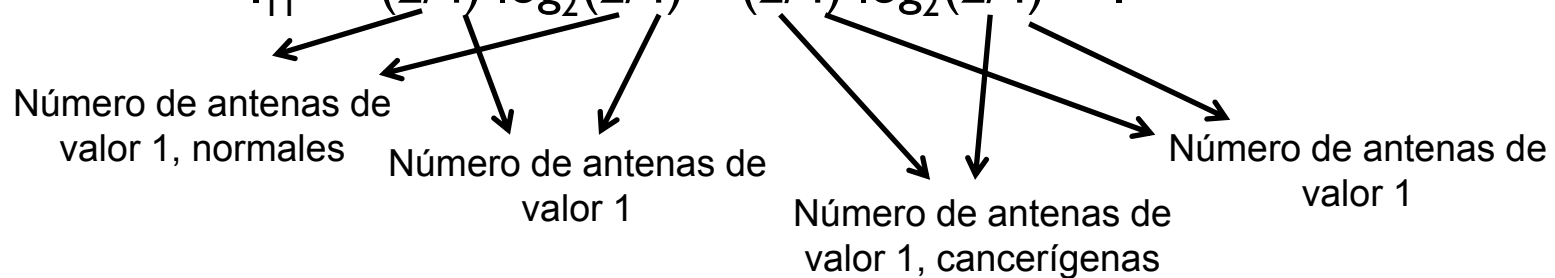 Número de antenas de
valor 1, normales
Número de antenas de
valor 1
Número de antenas de
valor 1, cancerígenas
Número de antenas de
valor 1